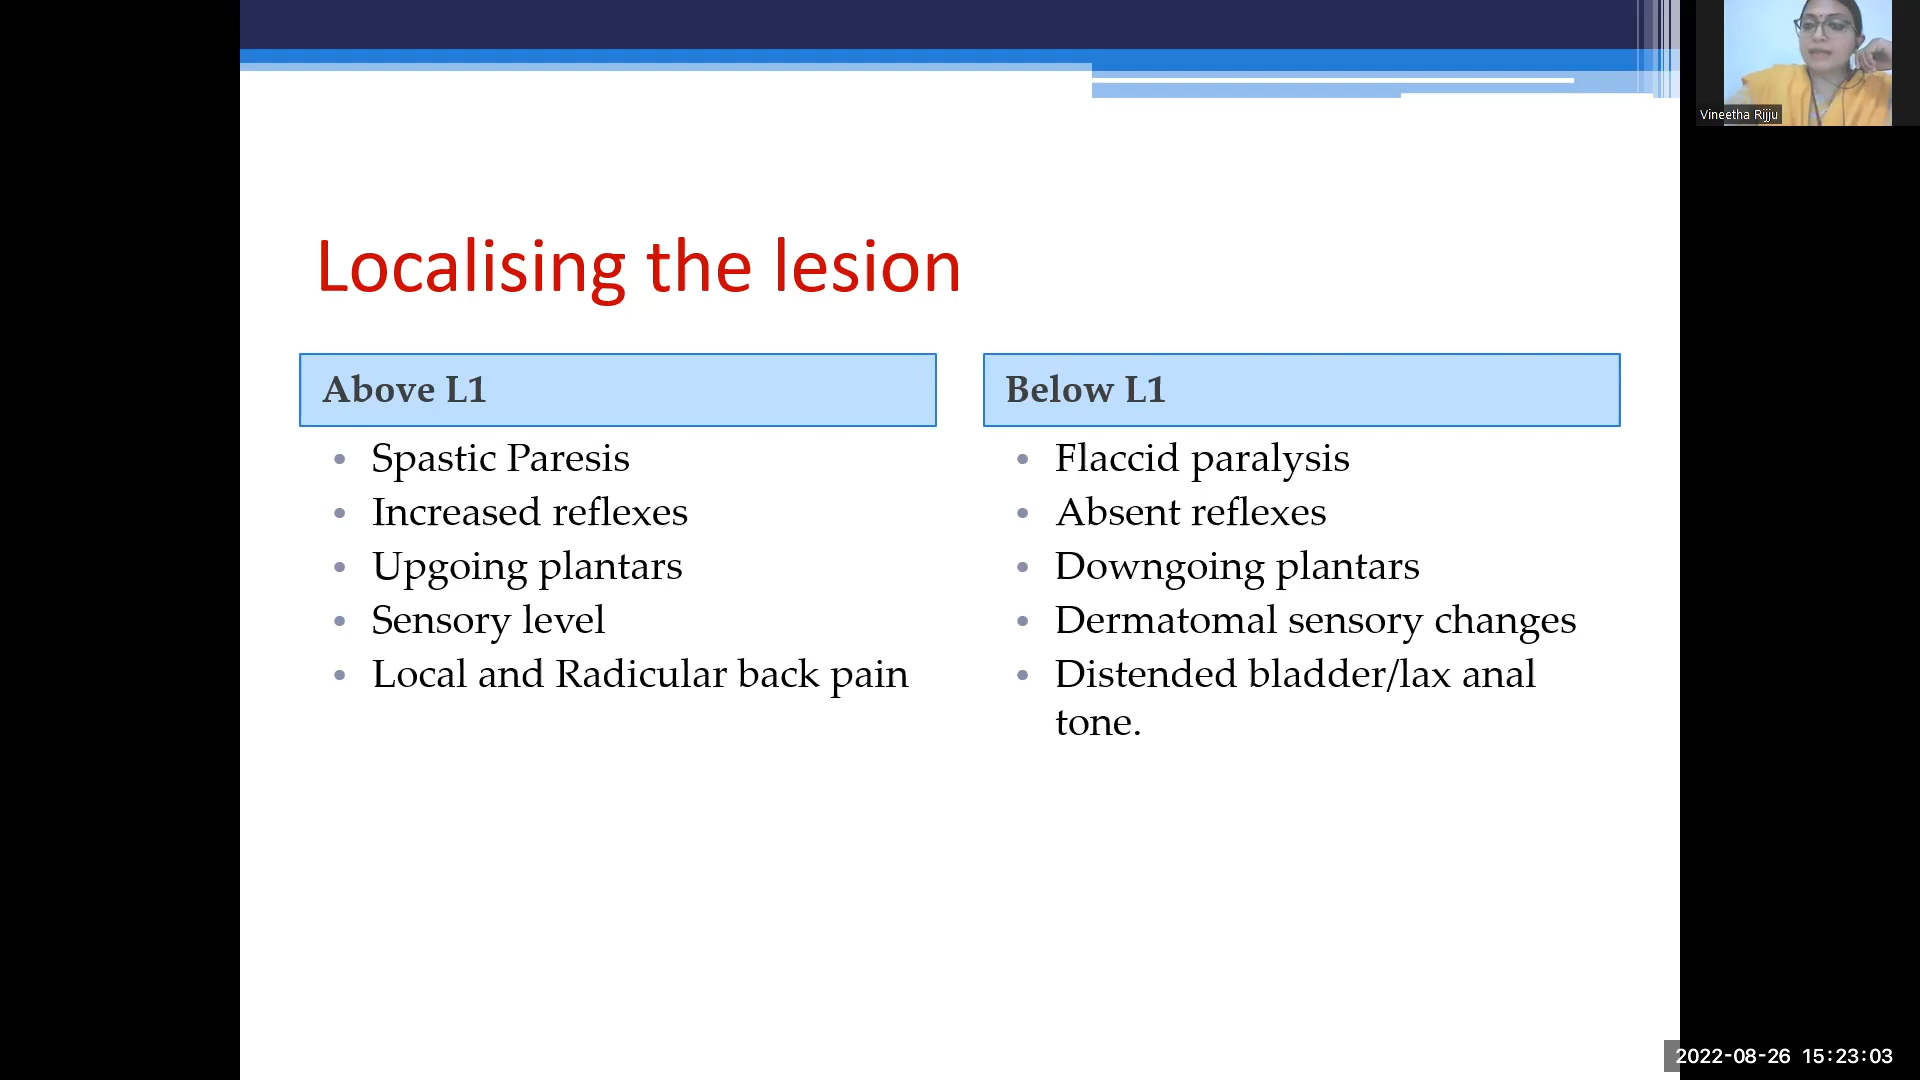 Vineetha Rijju
Localising the lesion
Above L1
• Spastic Paresis
• Increased reflexes
• Upgoing plantars
• Sensory level
• Local and Radicular back pain
Below L1
• Flaccid paralysis
• Absent reflexes
• Downgoing plantars
• Dermatomal sensory changes
• Distended bladder/lax anal
tone.
2022-08-26 15:23:03